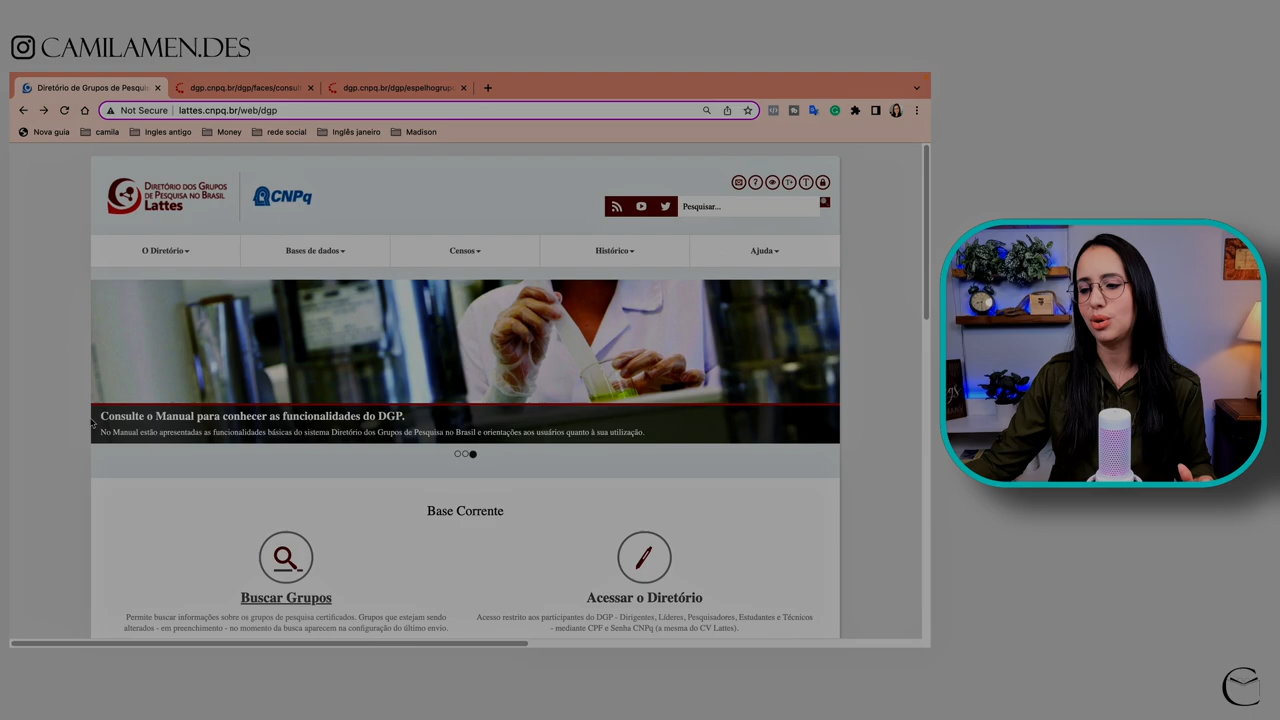 CAMILAMEN.DES
Diretório de Grupos de Pesquis
dgp.cnpq.br/dgp/faces/consul
dgp.cnpq.br/dgp/espelhogrup
Not Secure
lattes.cnpq.br/web/dgp
Nova guia
camila
Ingles antigo
Money
rede social
Inglês janeiro
Madison
DIRETÓRIO DOS GRUPOS
DE PESQUISA NO BRASIL
Lattes
CNPq
Pesquisar...
O Diretório
Bases de dados
Censos
Histórico
Ajuda
Consulte o Manual para conhecer as funcionalidades do DGP.
No Manual estão apresentadas as funcionalidades básicas do sistema Diretório dos Grupos de Pesquisa no Brasil e orientações aos usuários quanto à sua utilização.
Base Corrente
Buscar Grupos
Permite buscar informações sobre os grupos de pesquisa certificados. Grupos que estejam sendo
alterados - em preenchimento - no momento da busca aparecem na configuração do último envio.
Acessar o Diretório
Acesso restrito aos participantes do DGP - Dirigentes, Líderes, Pesquisadores, Estudantes e Técnicos
- mediante CPF e Senha CNPq (a mesma do CV Lattes).